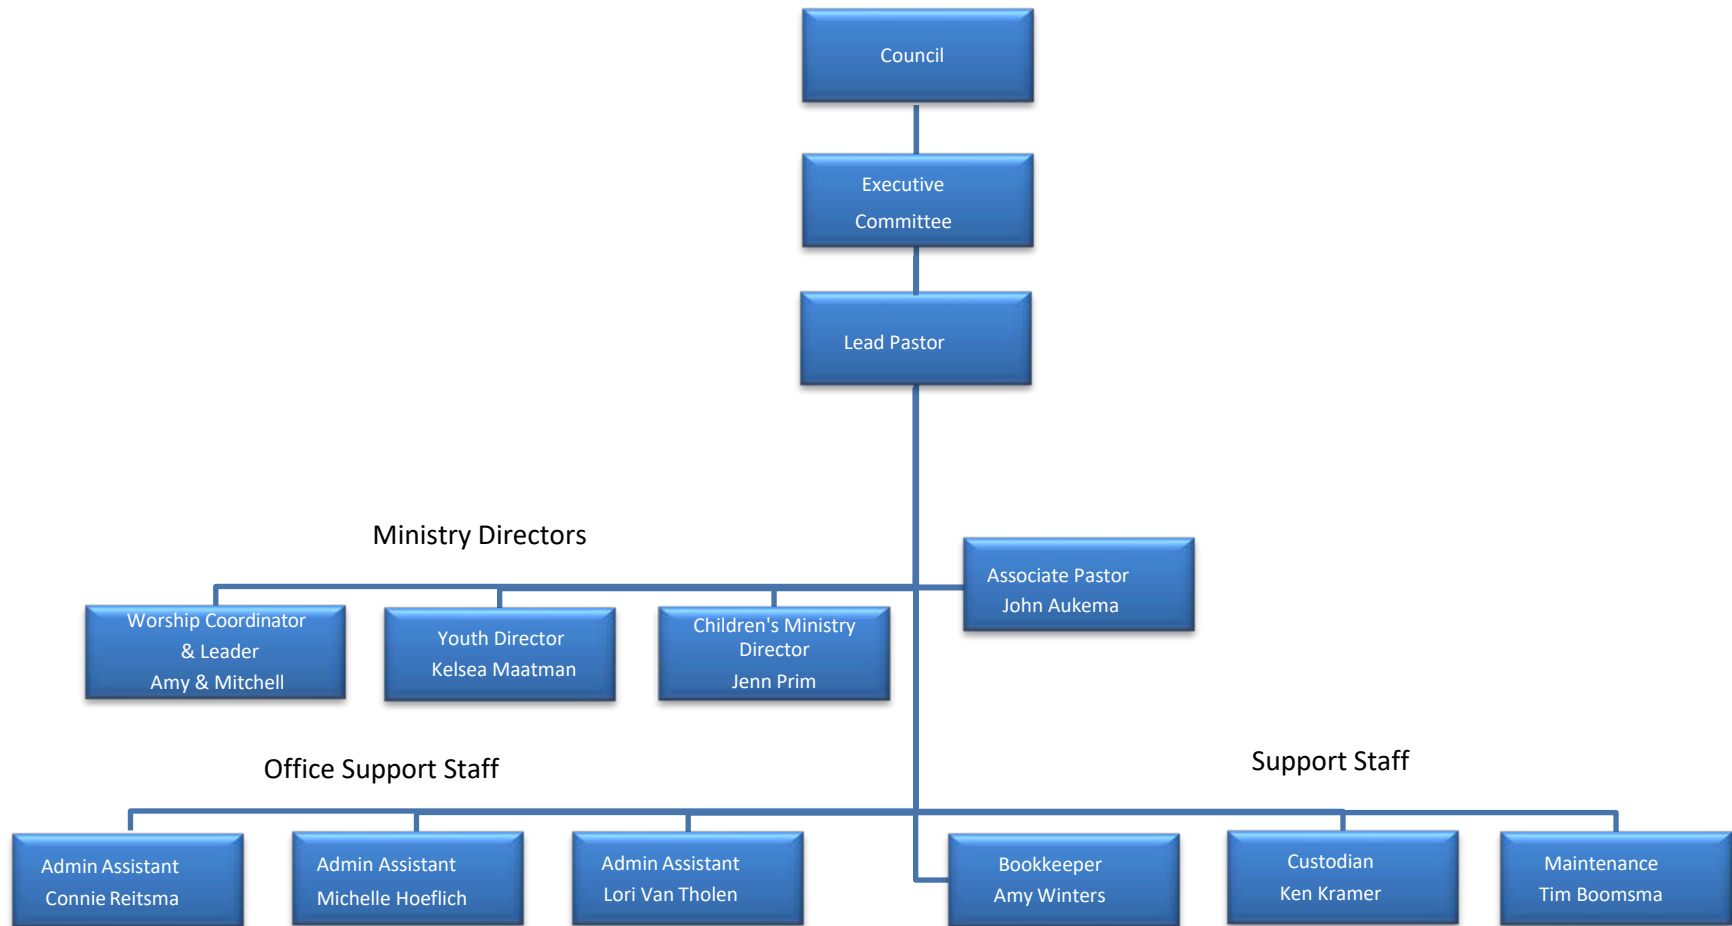 Council
Executive
Committee
Lead Pastor
Ministry Directors
Associate Pastor
John Aukema
Worship Coordinator
& Leader
Amy & Mitchell
Youth Director
Kelsea Maatman
Children's Ministry
Director
Jenn Prim
Office Support Staff
Support Staff
Admin Assistant
Connie Reitsma
Admin Assistant
Michelle Hoeflich
Admin Assistant
Lori Van Tholen
Bookkeeper
Amy Winters
Custodian
Ken Kramer
Maintenance
Tim Boomsma